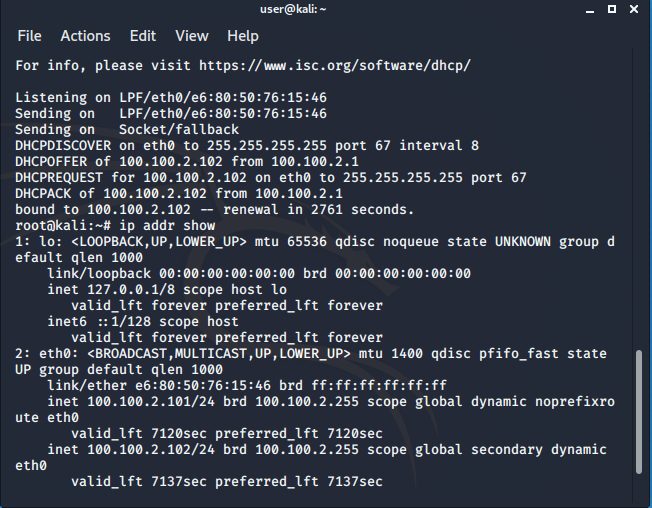 user@kali: ~
File Actions Edit View Help
For info, please visit https://www.isc.org/software/dhcp/
Listening on LPF/eth0/e6:80:50:76:15:46
Sending on   LPF/eth0/e6:80:50:76:15:46
Sending on   Socket/fallback
DHCPDISCOVER on eth0 to 255.255.255.255 port 67 interval 8
DHCPOFFER of 100.100.2.102 from 100.100.2.1
DHCPREQUEST for 100.100.2.102 on eth0 to 255.255.255.255 port 67
DHCPACK of 100.100.2.102 from 100.100.2.1
bound to 100.100.2.102 -- renewal in 2761 seconds.
root@kali:~# ip addr show
1: lo: <LOOPBACK,UP,LOWER_UP> mtu 65536 qdisc noqueue state UNKNOWN group d
efault qlen 1000
    link/loopback 00:00:00:00:00:00 brd 00:00:00:00:00:00
    inet 127.0.0.1/8 scope host lo
       valid_lft forever preferred_lft forever
    inet6 ::1/128 scope host
       valid_lft forever preferred_lft forever
2: eth0: <BROADCAST,MULTICAST,UP,LOWER_UP> mtu 1400 qdisc pfifo_fast state
UP group default qlen 1000
    link/ether e6:80:50:76:15:46 brd ff:ff:ff:ff:ff:ff
    inet 100.100.2.101/24 brd 100.100.2.255 scope global dynamic noprefixro
ute eth0
       valid_lft 7120sec preferred_lft 7120sec
    inet 100.100.2.102/24 brd 100.100.2.255 scope global secondary dynamic
eth0
       valid_lft 7137sec preferred_lft 7137sec